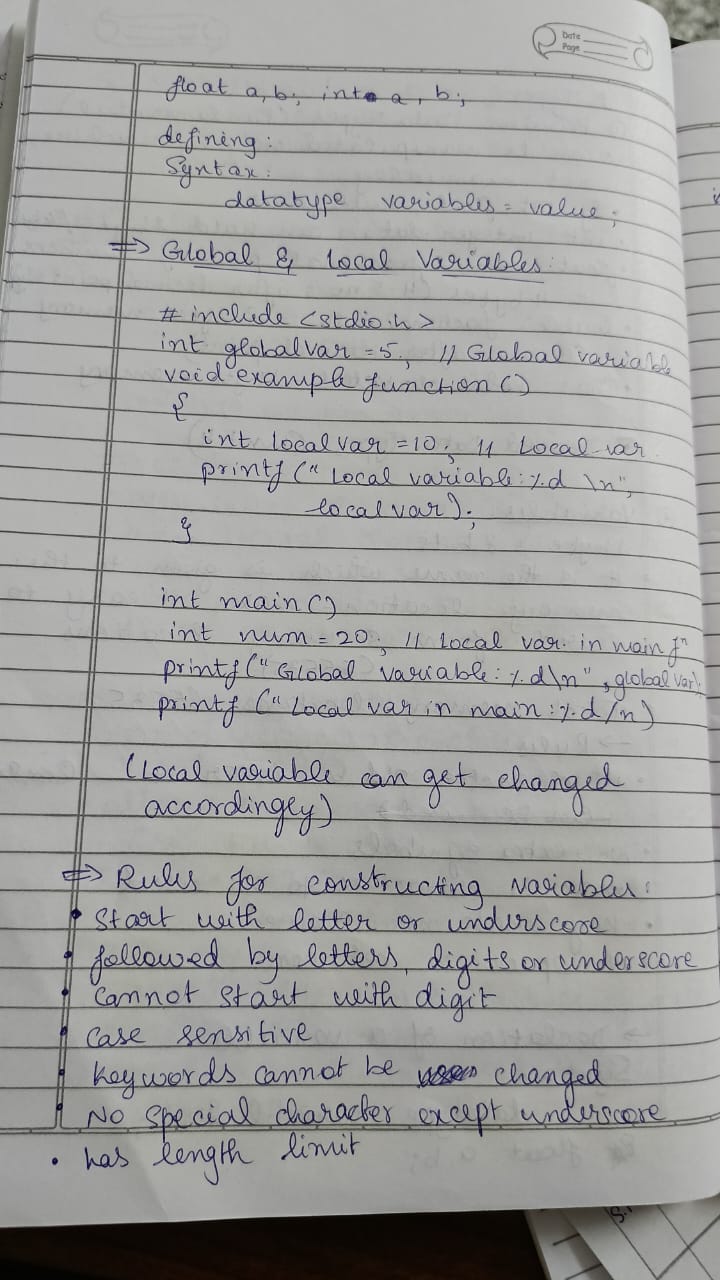 Date
Page
float a, b; int a, b;
defining:
Syntax:
datatype variables = value;
⇒ Global & Local Variables:
# include <stdio.h>
int globalvar = 5; // Global variable
void example function()
{
int localvar = 10; // Local var
printf (" Local variable: %d \n",
localvar);
}
int main()
int num = 20; // Local var. in main fⁿ
printf (" Global variable: %d\n", globalvar);
printf (" Local var in main: %d /n)
(Local variable can get changed
accordingly)
⇒ Rules for constructing variables:
• Start with letter or underscore
• followed by letters, digits or underscore
• cannot start with digit
• case sensitive
• keywords cannot be changed
• No special character except underscore
• has length limit